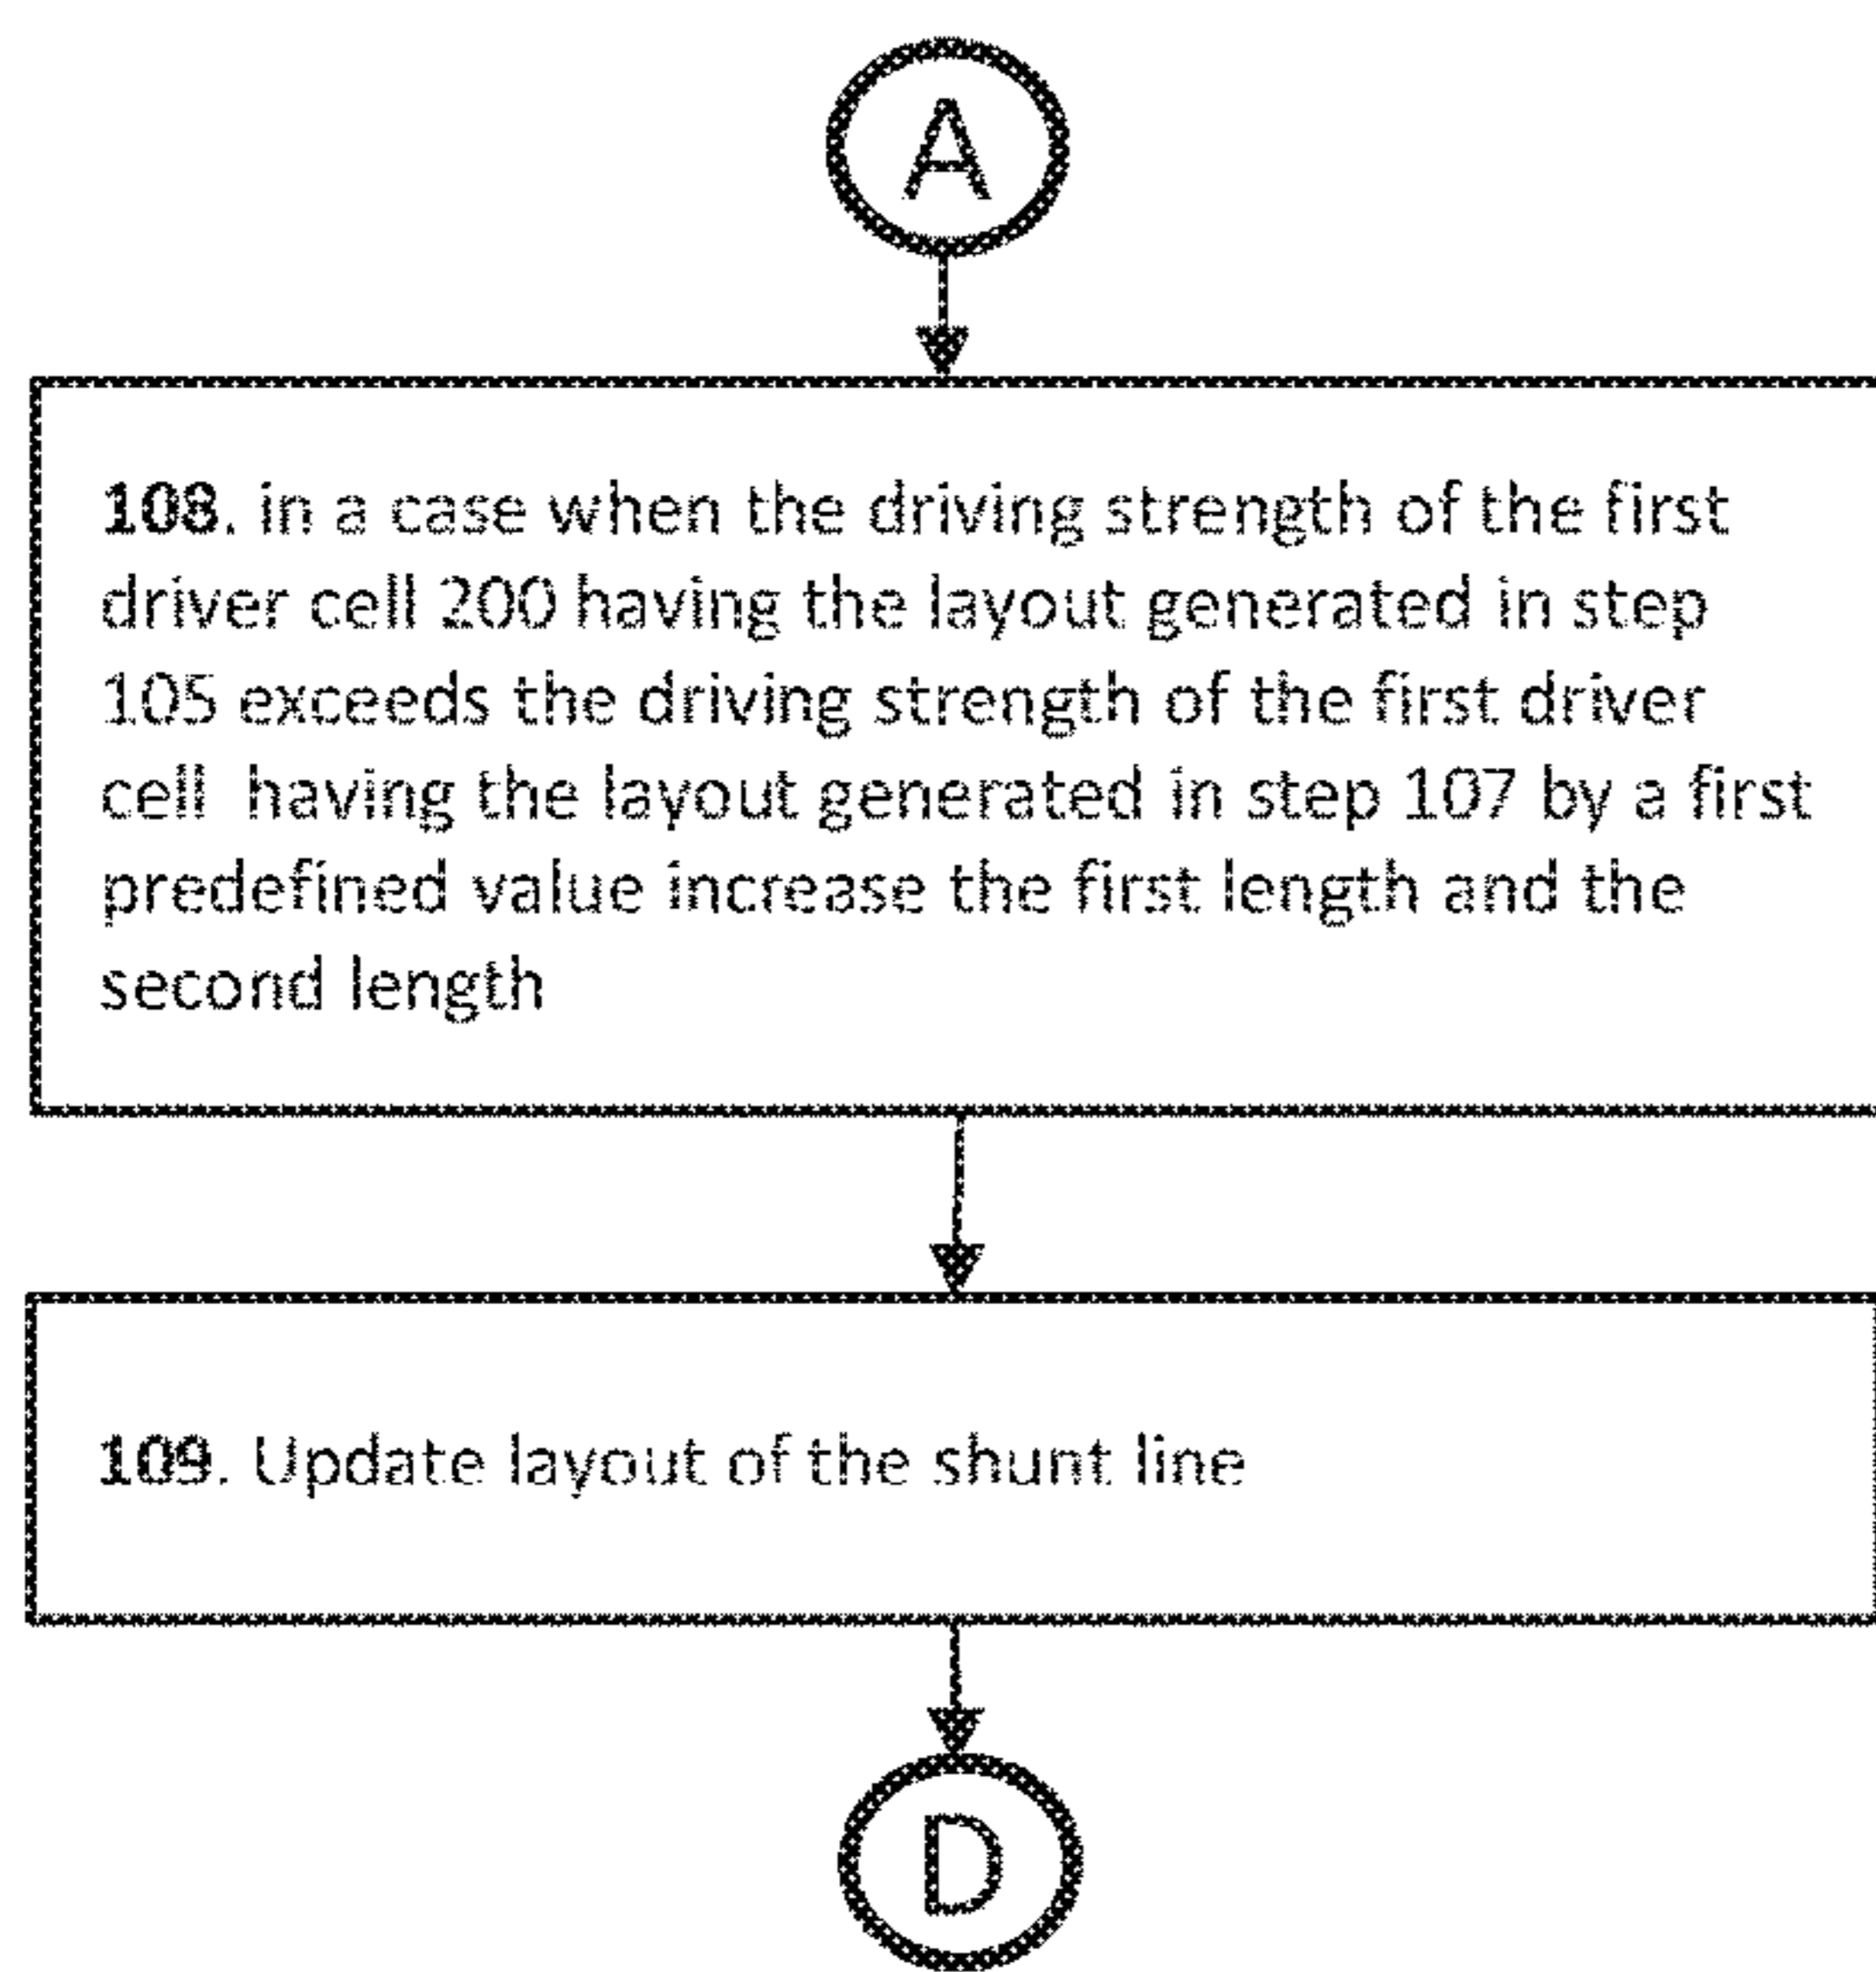 A
108. in a case when the driving strength of the first
driver cell 200 having the layout generated in step
105 exceeds the driving strength of the first driver
cell having the layout generated in step 107 by a first
predefined value increase the first length and the
second length
109. Update layout of the shunt line
D